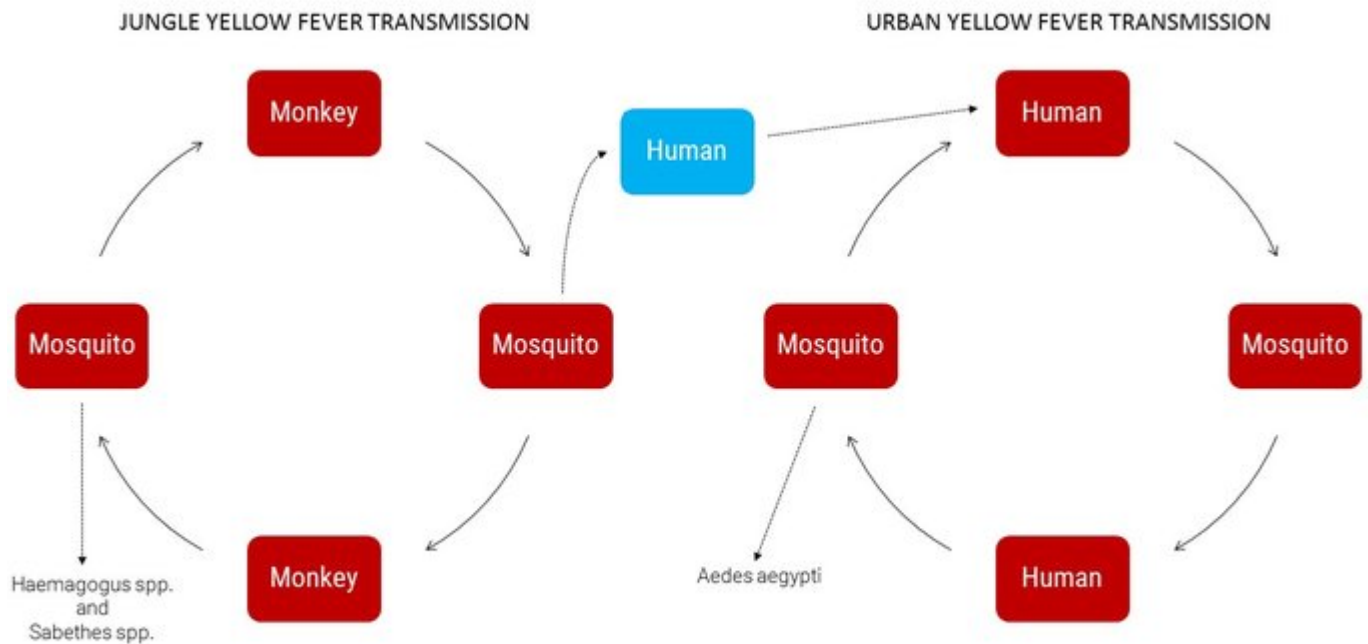 JUNGLE YELLOW FEVER TRANSMISSION
URBAN YELLOW FEVER TRANSMISSION
Monkey
Human
Human
Mosquito
Mosquito
Mosquito
Mosquito
Monkey
Human
Haemagogus spp.
and
Sabethes spp.
Aedes aegypti